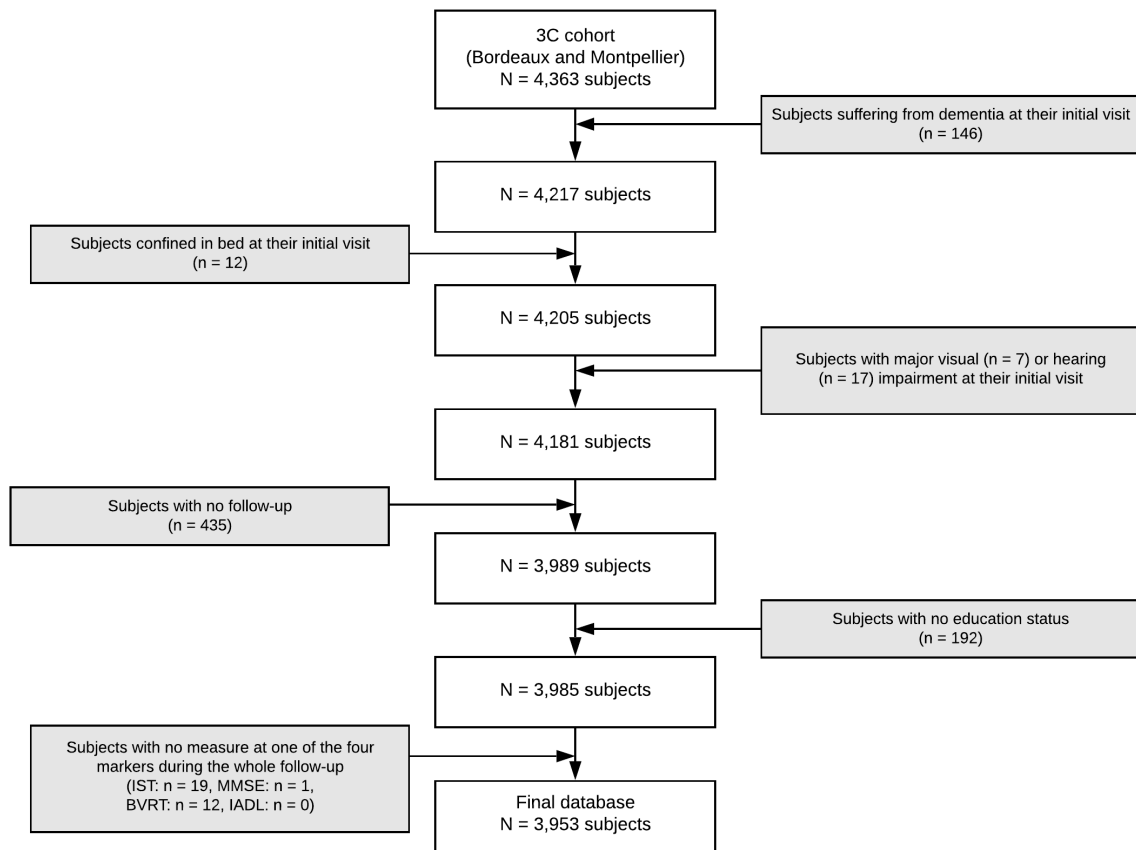 3C cohort
(Bordeaux and Montpellier)
N = 4,363 subjects
Subjects suffering from dementia at their initial visit
(n = 146)
N = 4,217 subjects
Subjects confined in bed at their initial visit
(n = 12)
N = 4,205 subjects
Subjects with major visual (n = 7) or hearing
(n = 17) impairment at their initial visit
N = 4,181 subjects
Subjects with no follow-up
(n = 435)
N = 3,989 subjects
Subjects with no education status
(n = 192)
N = 3,985 subjects
Subjects with no measure at one of the four
markers during the whole follow-up
(IST: n = 19, MMSE: n = 1,
BVRT: n = 12, IADL: n = 0)
Final database
N = 3,953 subjects